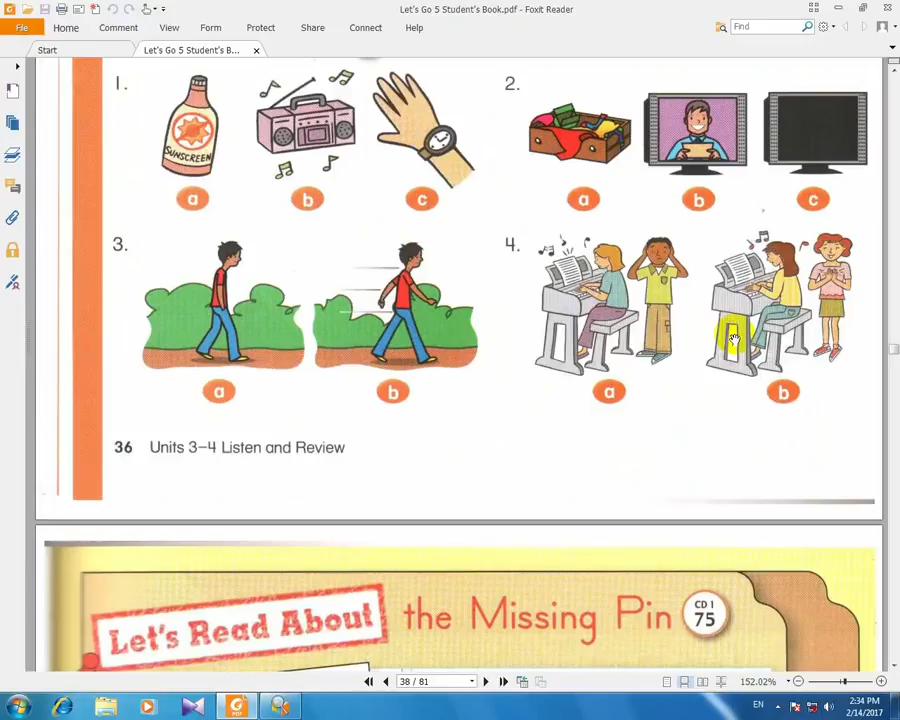 Let's Go 5 Student's Book.pdf - Foxit Reader
File Home Comment View Form Protect Share Connect Help
Find
Start Let's Go 5 Student's B...
1. 2.
SUNSCREEN
a b c a b c
3. 4.
a b a b
36 Units 3–4 Listen and Review
Let's Read About the Missing Pin CD 1 75
38 / 81 152.02%
EN 2:34 PM
2/14/2017